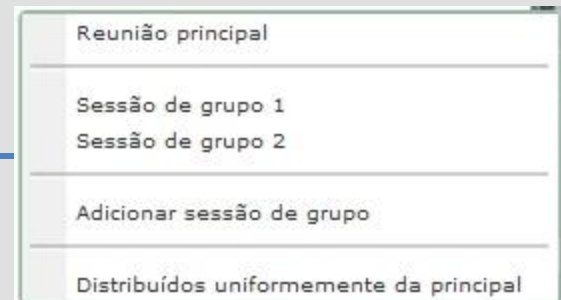 Reunião principal
Sessão de grupo 1
Sessão de grupo 2
Adicionar sessão de grupo
Distribuídos uniformemente da principal